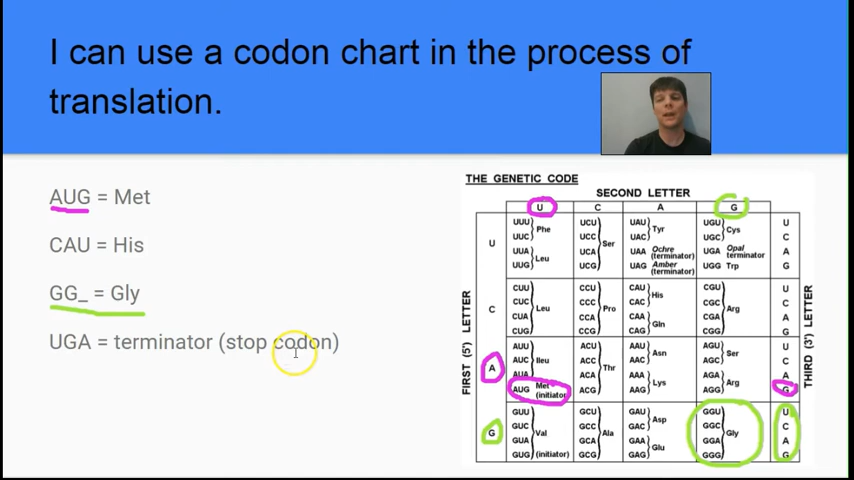 I can use a codon chart in the process of
translation.
AUG = Met
CAU = His
GG_ = Gly
UGA = terminator (stop codon)
THE GENETIC CODE
SECOND LETTER
U C A G
FIRST (5') LETTER
THIRD (3') LETTER
U
UUU
UUC
Phe
UUA
UUG
Leu
UCU
UCC
UCA
UCG
Ser
UAU
UAC
Tyr
UAA Ochre
(terminator)
UAG Amber
(terminator)
UGU
UGC
Cys
UGA Opal
terminator
UGG Trp
U
C
A
G
C
CUU
CUC
CUA
CUG
Leu
CCU
CCC
CCA
CCG
Pro
CAU
CAC
His
CAA
CAG
Gln
CGU
CGC
CGA
CGG
Arg
U
C
A
G
A
AUU
AUC
AUA
Ileu
AUG Met
(initiator)
ACU
ACC
ACA
ACG
Thr
AAU
AAC
Asn
AAA
AAG
Lys
AGU
AGC
Ser
AGA
AGG
Arg
U
C
A
G
G
GUU
GUC
GUA
GUG
Val
(initiator)
GCU
GCC
GCA
GCG
Ala
GAU
GAC
Asp
GAA
GAG
Glu
GGU
GGC
GGA
GGG
Gly
U
C
A
G